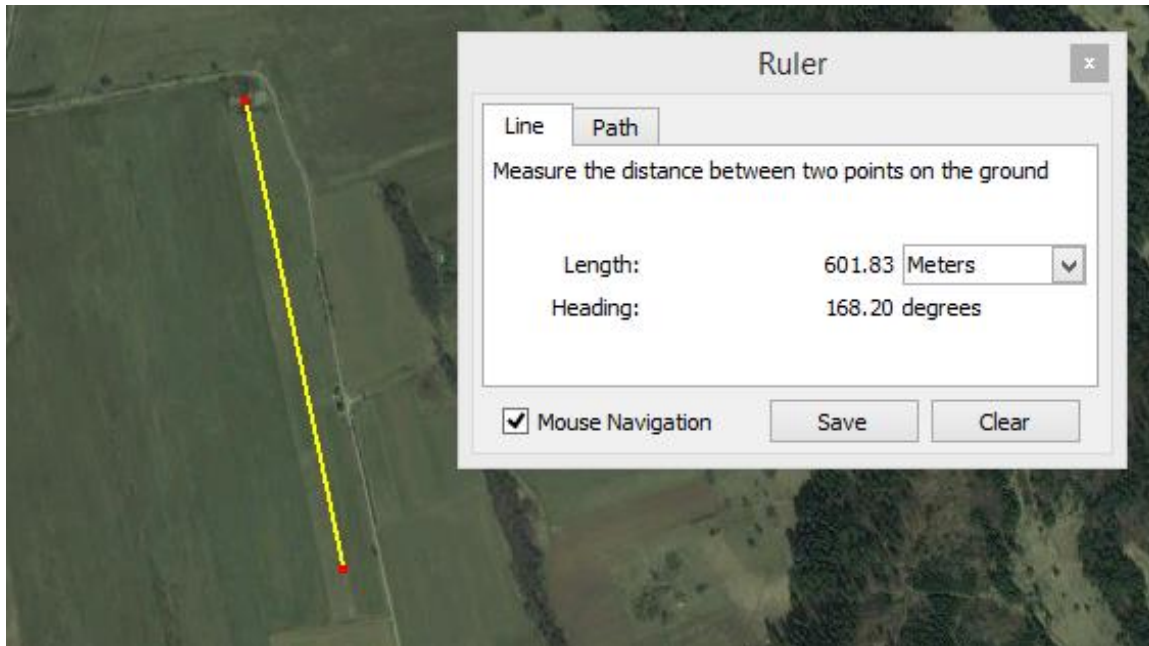 Ruler
x
Line Path
Measure the distance between two points on the ground
Length: 601.83 Meters
Heading: 168.20 degrees
Mouse Navigation Save Clear